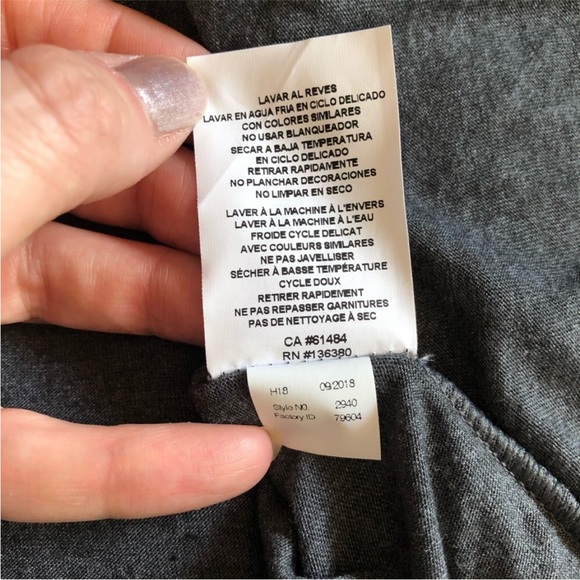 LAVAR AL REVES
LAVAR EN AGUA FRIA EN CICLO DELICADO
CON COLORES SIMILARES
NO USAR BLANQUEADOR
SECAR A BAJA TEMPERATURA
EN CICLO DELICADO
RETIRAR RAPIDAMENTE
NO PLANCHAR DECORACIONES
NO LIMPIAR EN SECO
LAVER À LA MACHINE À L'ENVERS
LAVER À LA MACHINE À L'EAU
FROIDE CYCLE DELICAT
AVEC COULEURS SIMILARES
NE PAS JAVELLISER
SÉCHER À BASSE TEMPÉRATURE
CYCLE DOUX
RETIRER RAPIDEMENT
NE PAS REPASSER GARNITURES
PAS DE NETTOYAGE À SEC
CA #61484
RN #136380
H18 09/2018
Style NO. 2940
Factory ID 79604